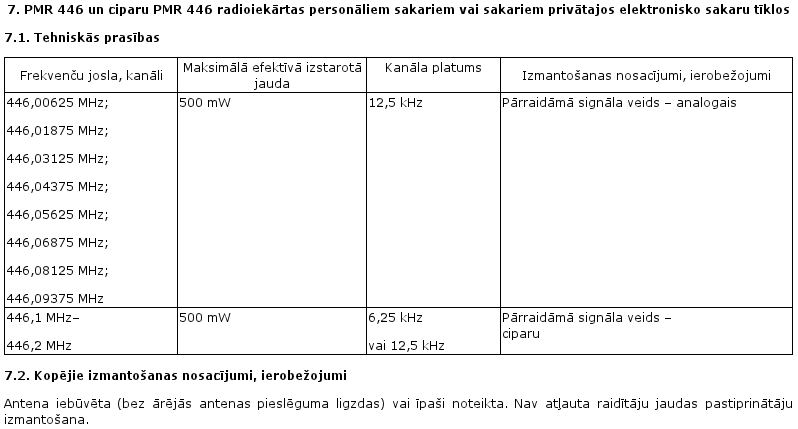 7. PMR 446 un ciparu PMR 446 radioiekārtas personāliem sakariem vai sakariem privātajos elektronisko sakaru tīklos
7.1. Tehniskās prasības
Frekvenču josla, kanāli
Maksimālā efektīvā izstarotā
jauda
Kanāla platums
Izmantošanas nosacījumi, ierobežojumi
446,00625 MHz;
446,01875 MHz;
446,03125 MHz;
446,04375 MHz;
446,05625 MHz;
446,06875 MHz;
446,08125 MHz;
446,09375 MHz
500 mW
12,5 kHz
Pārraidāmā signāla veids – analogais
446,1 MHz–
446,2 MHz
500 mW
6,25 kHz
vai 12,5 kHz
Pārraidāmā signāla veids –
ciparu
7.2. Kopējie izmantošanas nosacījumi, ierobežojumi
Antena iebūvēta (bez ārējās antenas pieslēguma ligzdas) vai īpaši noteikta. Nav atļauta raidītāju jaudas pastiprinātāju
izmantošana.